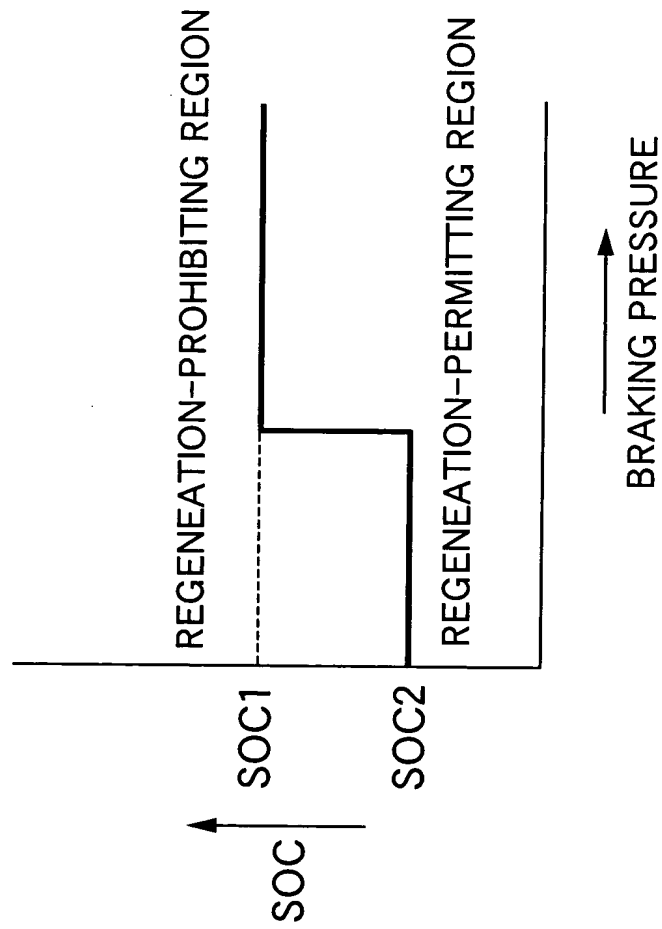 REGENEATION-PROHIBITING REGION
SOC1
SOC
REGENEATION-PERMITTING REGION
SOC2
BRAKING PRESSURE